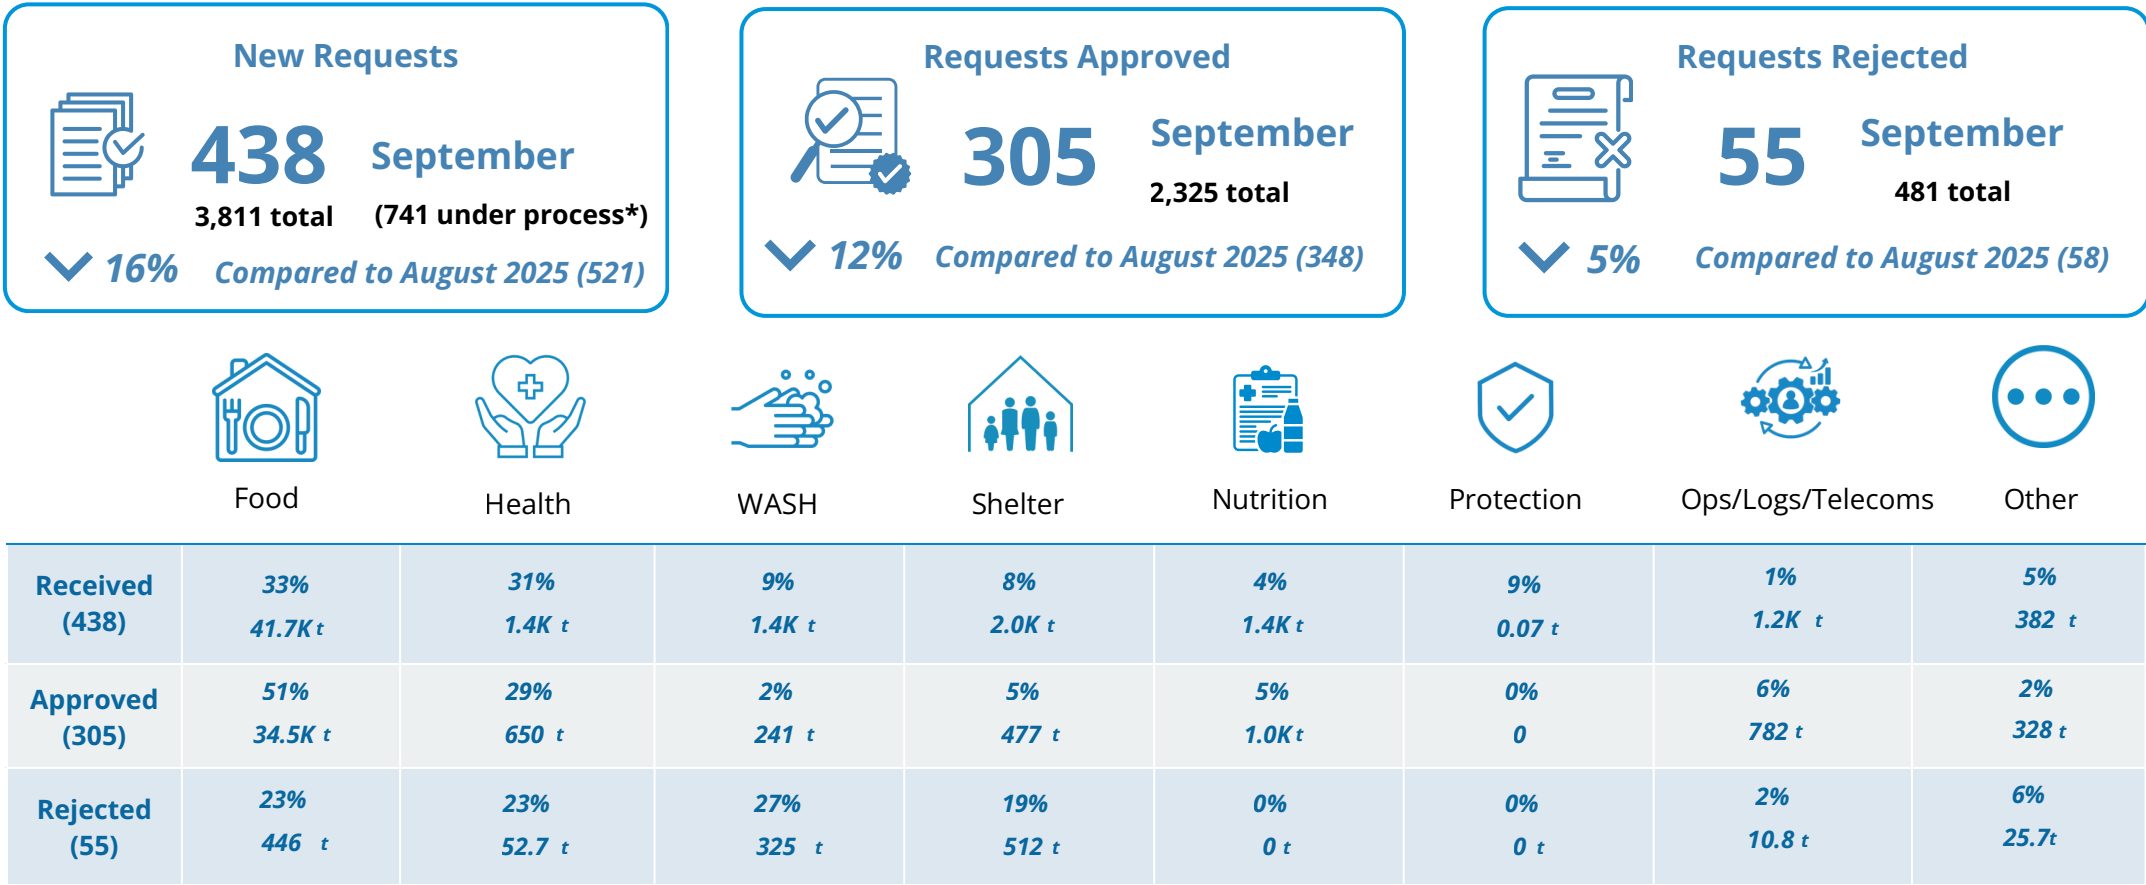 New Requests
438 September
3,811 total (741 under process*)
16% Compared to August 2025 (521)
Requests Approved
305 September
2,325 total
12% Compared to August 2025 (348)
Requests Rejected
55 September
481 total
5% Compared to August 2025 (58)
Food Health WASH Shelter Nutrition Protection Ops/Logs/Telecoms Other
Received 33% 31% 9% 8% 4% 9% 1% 5%
(438) 41.7K t 1.4K t 1.4K t 2.0K t 1.4K t 0.07 t 1.2K t 382 t
Approved 51% 29% 2% 5% 5% 0% 6% 2%
(305) 34.5K t 650 t 241 t 477 t 1.0K t 0 782 t 328 t
Rejected 23% 23% 27% 19% 0% 0% 2% 6%
(55) 446 t 52.7 t 325 t 512 t 0 t 0 t 10.8 t 25.7t